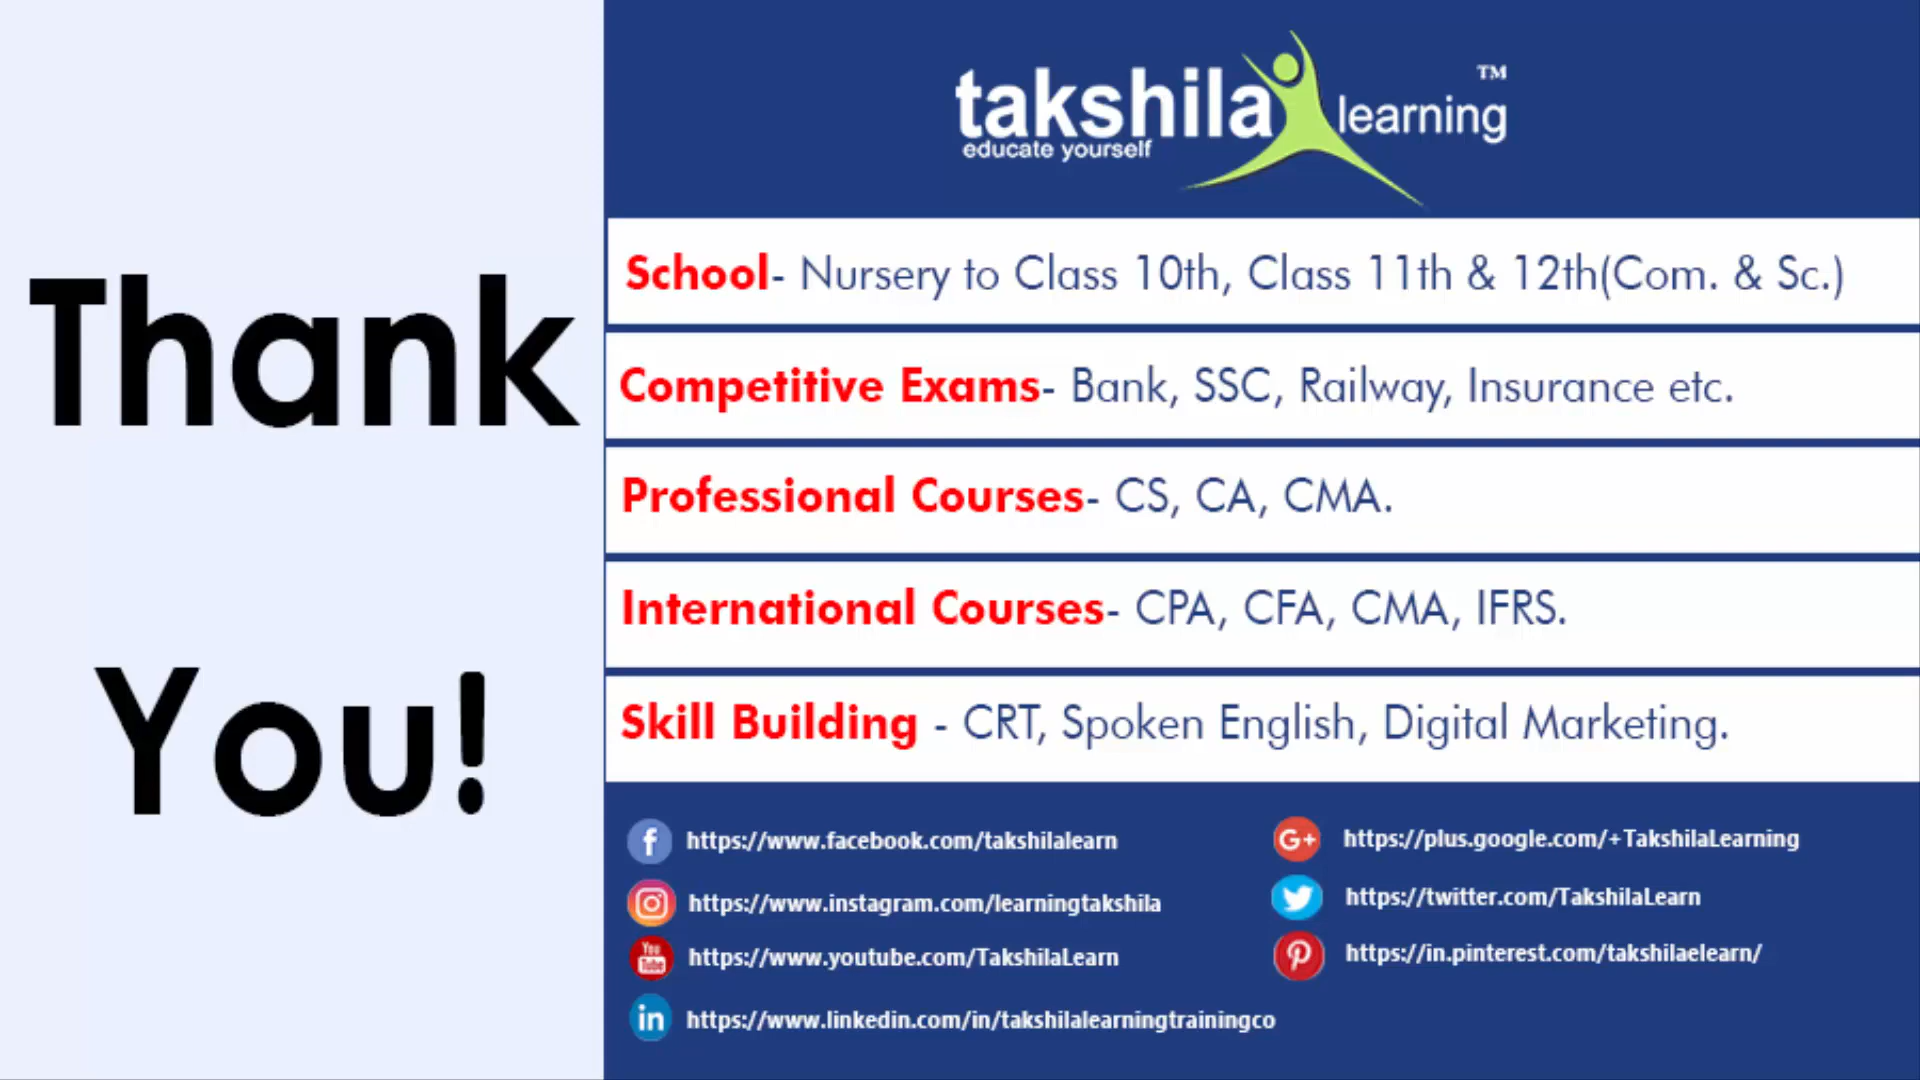 Thank
You!
takshila learning TM
educate yourself
School- Nursery to Class 10th, Class 11th & 12th(Com. & Sc.)
Competitive Exams- Bank, SSC, Railway, Insurance etc.
Professional Courses- CS, CA, CMA.
International Courses- CPA, CFA, CMA, IFRS.
Skill Building - CRT, Spoken English, Digital Marketing.
f https://www.facebook.com/takshilalearn
https://www.instagram.com/learningtakshila
You Tube https://www.youtube.com/TakshilaLearn
in https://www.linkedin.com/in/takshilalearningtrainingco
G+ https://plus.google.com/+TakshilaLearning
https://twitter.com/TakshilaLearn
https://in.pinterest.com/takshilaelearn/